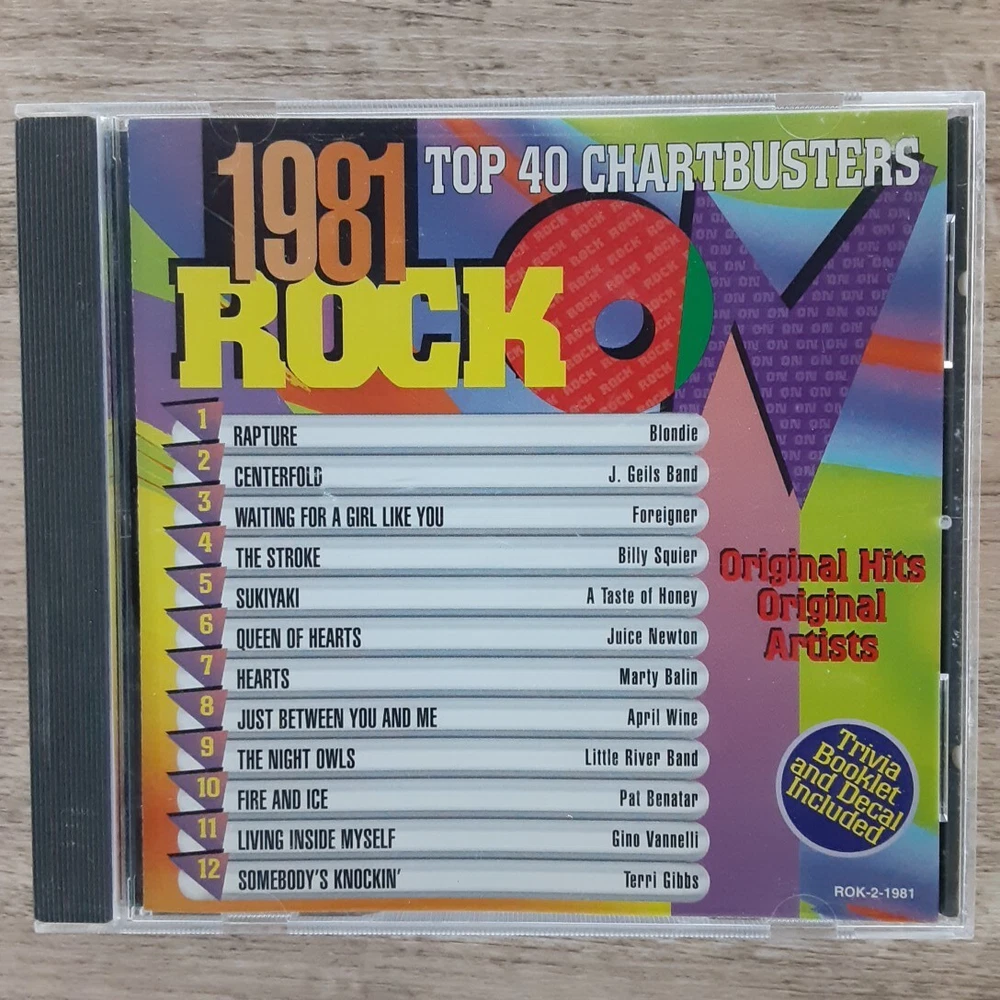 1981 TOP 40 CHARTBUSTERS
ROCK ON
1 RAPTURE Blondie
2 CENTERFOLD J. Geils Band
3 WAITING FOR A GIRL LIKE YOU Foreigner
4 THE STROKE Billy Squier
5 SUKIYAKI A Taste of Honey
6 QUEEN OF HEARTS Juice Newton
7 HEARTS Marty Balin
8 JUST BETWEEN YOU AND ME April Wine
9 THE NIGHT OWLS Little River Band
10 FIRE AND ICE Pat Benatar
11 LIVING INSIDE MYSELF Gino Vannelli
12 SOMEBODY'S KNOCKIN' Terri Gibbs
Original Hits
Original
Artists
Trivia
Booklet
and Decal
Included
ROK-2-1981